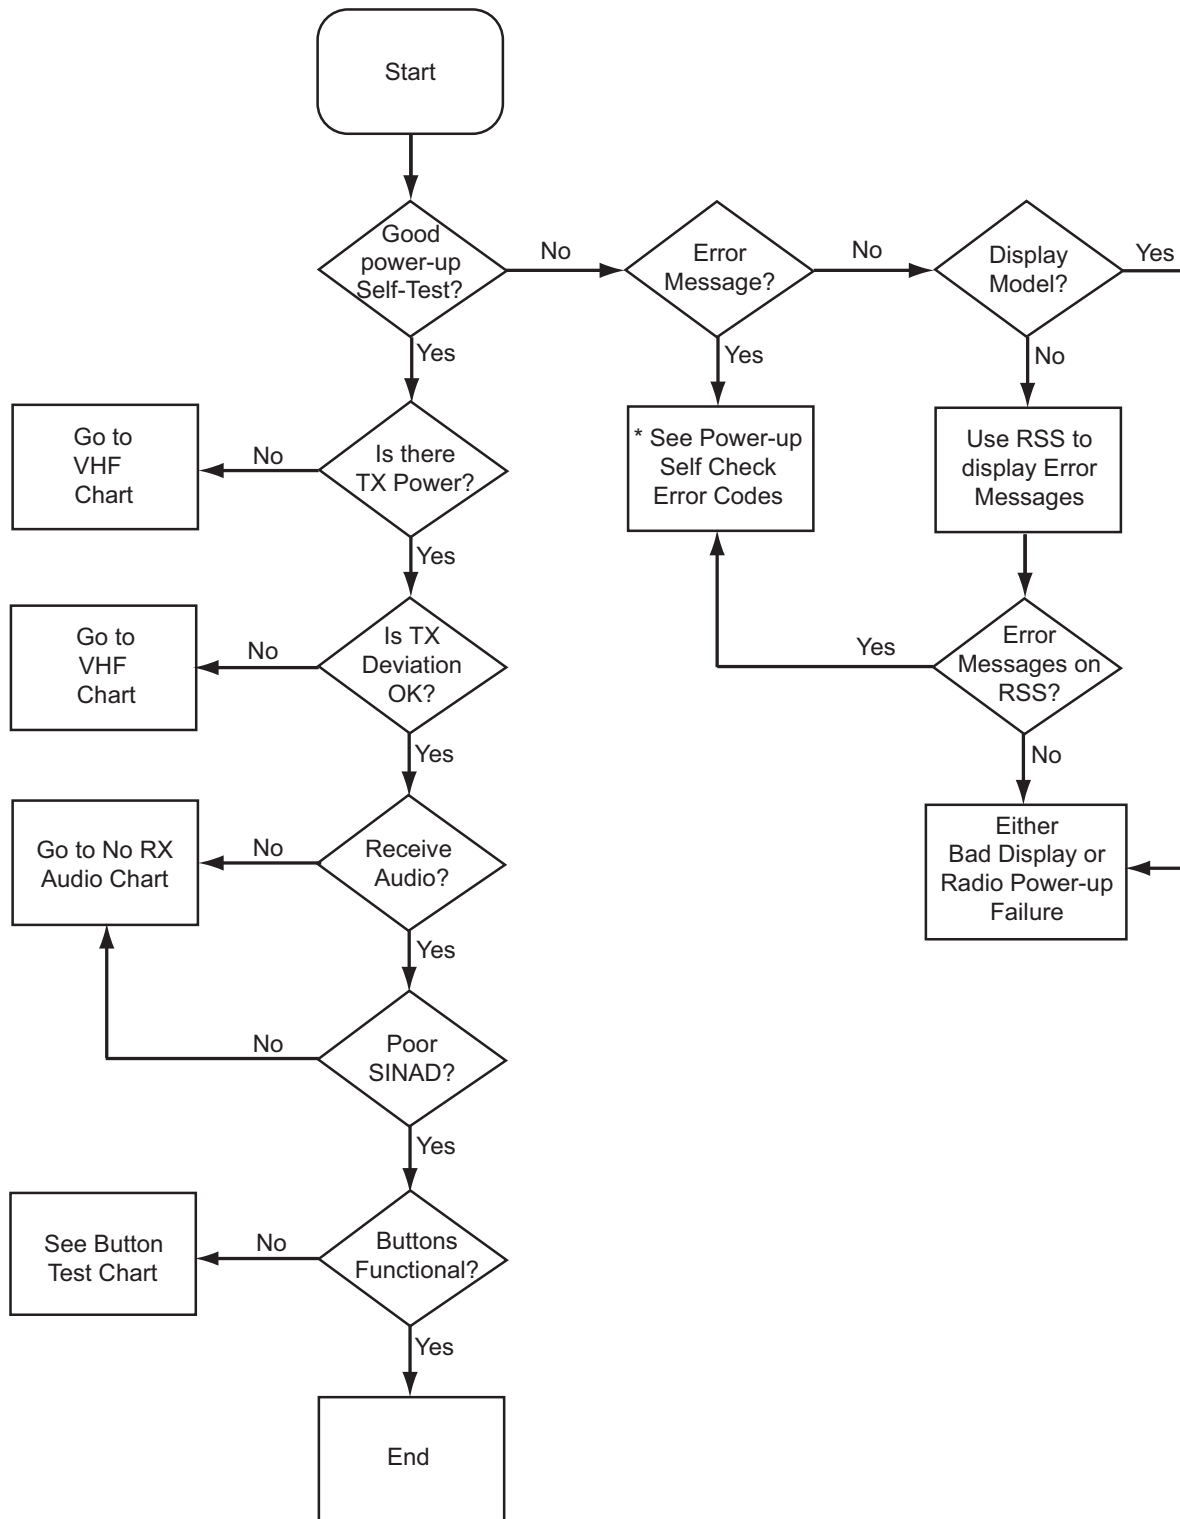 Start
Good
power-up
Self-Test?
No
Error
Message?
No
Display
Model?
Yes
Yes
Yes
No
Go to
VHF
Chart
No
Is there
TX Power?
* See Power-up
Self Check
Error Codes
Use RSS to
display Error
Messages
Yes
Go to
VHF
Chart
No
Is TX
Deviation
OK?
Yes
Error
Messages on
RSS?
Yes
No
Go to No RX
Audio Chart
No
Receive
Audio?
Either
Bad Display or
Radio Power-up
Failure
Yes
No
Poor
SINAD?
Yes
See Button
Test Chart
No
Buttons
Functional?
Yes
End